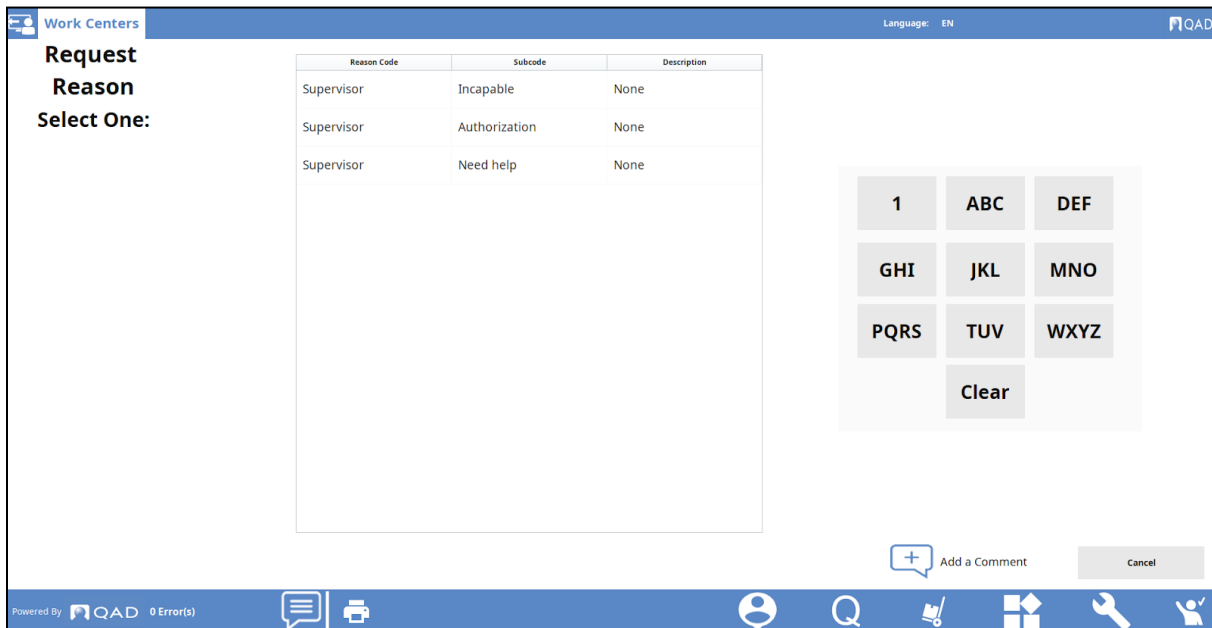 Work Centers
Language: EN
QAD
Request
Reason
Select One:
Reason Code Subcode Description
Supervisor Incapable None
Supervisor Authorization None
Supervisor Need help None
1 ABC DEF
GHI JKL MNO
PQRS TUV WXYZ
Clear
Add a Comment
Cancel
Powered By QAD 0 Error(s)
Q